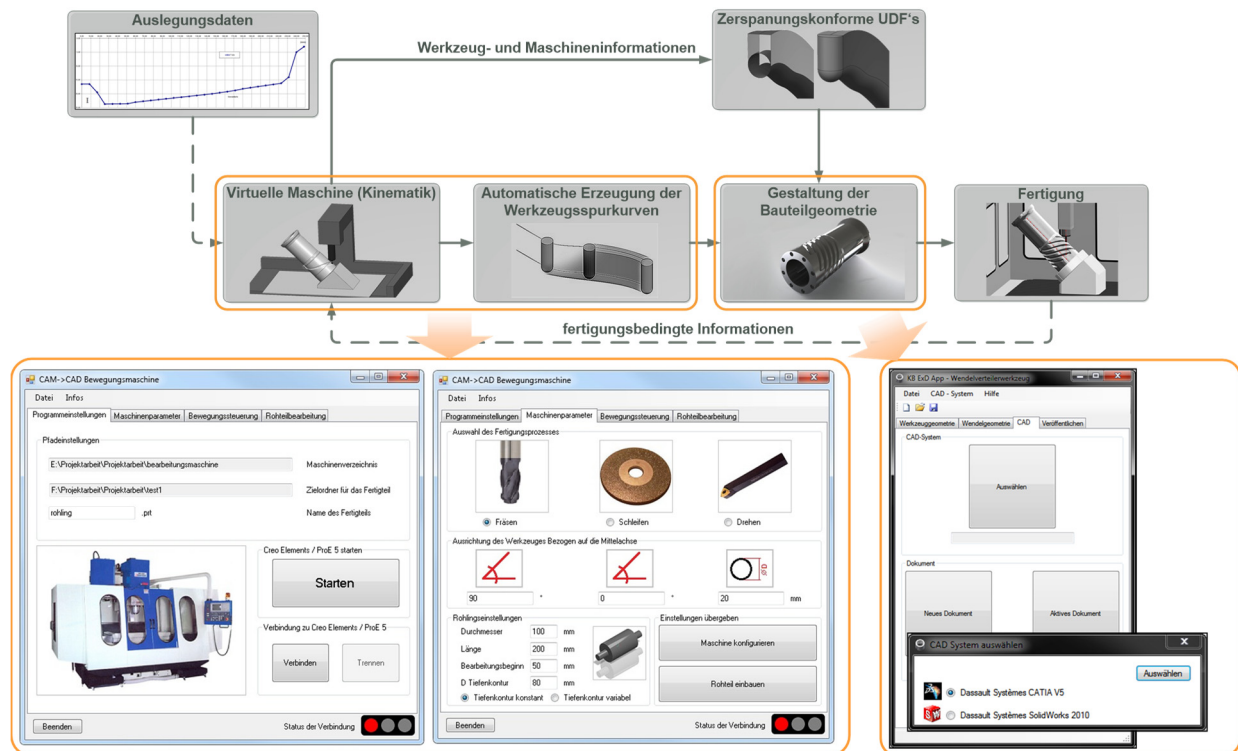 Auslegungsdaten
Zerspanungskonforme UDF's
Werkzeug- und Maschineninformationen
Virtuelle Maschine (Kinematik)
Automatische Erzeugung der
Werkzeugsspurkurven
Gestaltung der
Bauteilgeometrie
Fertigung
fertigungsbedingte Informationen
CAM->CAD Bewegungsmaschine
Datei Infos
Programmeinstellungen Maschinenparameter Bewegungssteuerung Rohteilbearbeitung
Pfadeinstellungen
E:\Projektarbeit\Projektarbeit\bearbeitungsmaschine Maschinenverzeichnis
F:\Projektarbeit\Projektarbeit\test1 Zielordner für das Fertigteil
rohling .prt Name des Fertigteils
Creo Elements / ProE 5 starten
Starten
Verbindung zu Creo Elements / ProE 5
Verbinden Trennen
Beenden Status der Verbindung
CAM->CAD Bewegungsmaschine
Datei Infos
Programmeinstellungen Maschinenparameter Bewegungssteuerung Rohteilbearbeitung
Auswahl des Fertigungsprozesses
Fräsen Schleifen Drehen
Ausrichtung des Werkzeuges Bezogen auf die Mittelachse
ØD
90 ° 0 ° 20 mm
Rohlingseinstellungen
Durchmesser 100 mm
Länge 200 mm
Bearbeitungsbeginn 50 mm
D Tiefenkontur 80 mm
Tiefenkontur konstant Tiefenkontur variabel
Einstellungen übergeben
Maschine konfigurieren
Rohteil einbauen
Beenden Status der Verbindung
KB ExD App - Wendelverteilerwerkzeug
Datei CAD - System Hilfe
Werkzeuggeometrie Wendelgeometrie CAD Veröffentlichen
CAD-System
Auswählen
Dokument
Neues Dokument Aktives Dokument
CAD System auswählen
Auswählen
Dassault Systèmes CATIA V5
Dassault Systèmes SolidWorks 2010